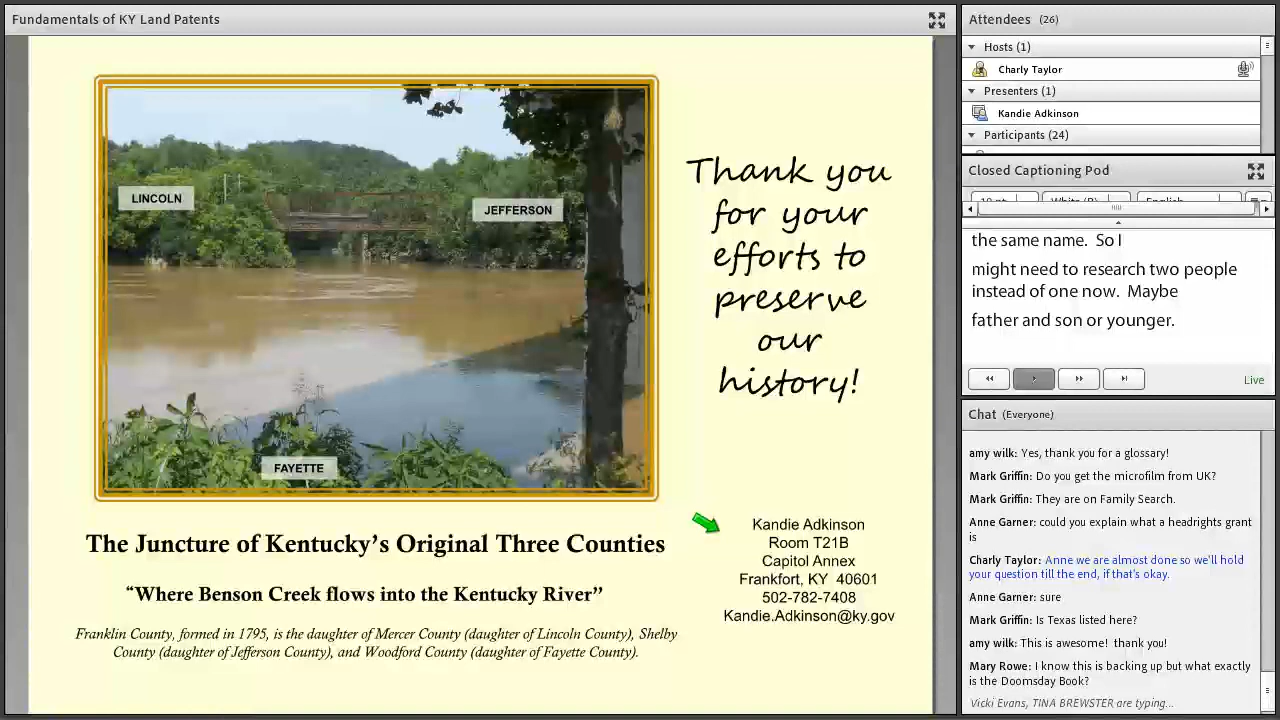 Fundamentals of KY Land Patents
LINCOLN
JEFFERSON
FAYETTE
Thank you
for your
efforts to
preserve
our
history!
The Juncture of Kentucky's Original Three Counties
“Where Benson Creek flows into the Kentucky River”
Franklin County, formed in 1795, is the daughter of Mercer County (daughter of Lincoln County), Shelby
County (daughter of Jefferson County), and Woodford County (daughter of Fayette County).
Kandie Adkinson
Room T21B
Capitol Annex
Frankfort, KY 40601
502-782-7408
Kandie.Adkinson@ky.gov
Attendees (26)
Hosts (1)
Charly Taylor
Presenters (1)
Kandie Adkinson
Participants (24)
Closed Captioning Pod
the same name. So I
might need to research two people
instead of one now. Maybe
father and son or younger.
Live
Chat (Everyone)
amy wilk: Yes, thank you for a glossary!
Mark Griffin: Do you get the microfilm from UK?
Mark Griffin: They are on Family Search.
Anne Garner: could you explain what a headrights grant
is
Charly Taylor: Anne we are almost done so we'll hold
your question till the end, if that's okay.
Anne Garner: sure
Mark Griffin: Is Texas listed here?
amy wilk: This is awesome! thank you!
Mary Rowe: I know this is backing up but what exactly
is the Doomsday Book?
Vicki Evans, TINA BREWSTER are typing...